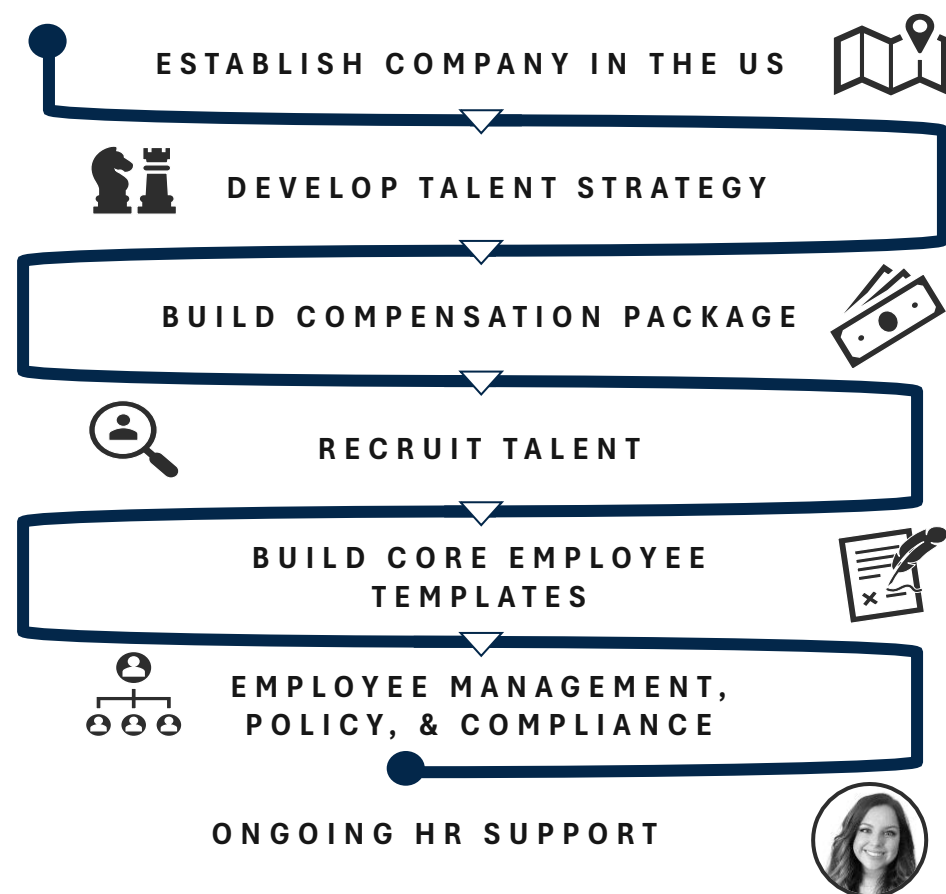 ESTABLISH COMPANY IN THE US
DEVELOP TALENT STRATEGY
BUILD COMPENSATION PACKAGE
RECRUIT TALENT
BUILD CORE EMPLOYEE
TEMPLATES
EMPLOYEE MANAGEMENT,
POLICY, & COMPLIANCE
ONGOING HR SUPPORT